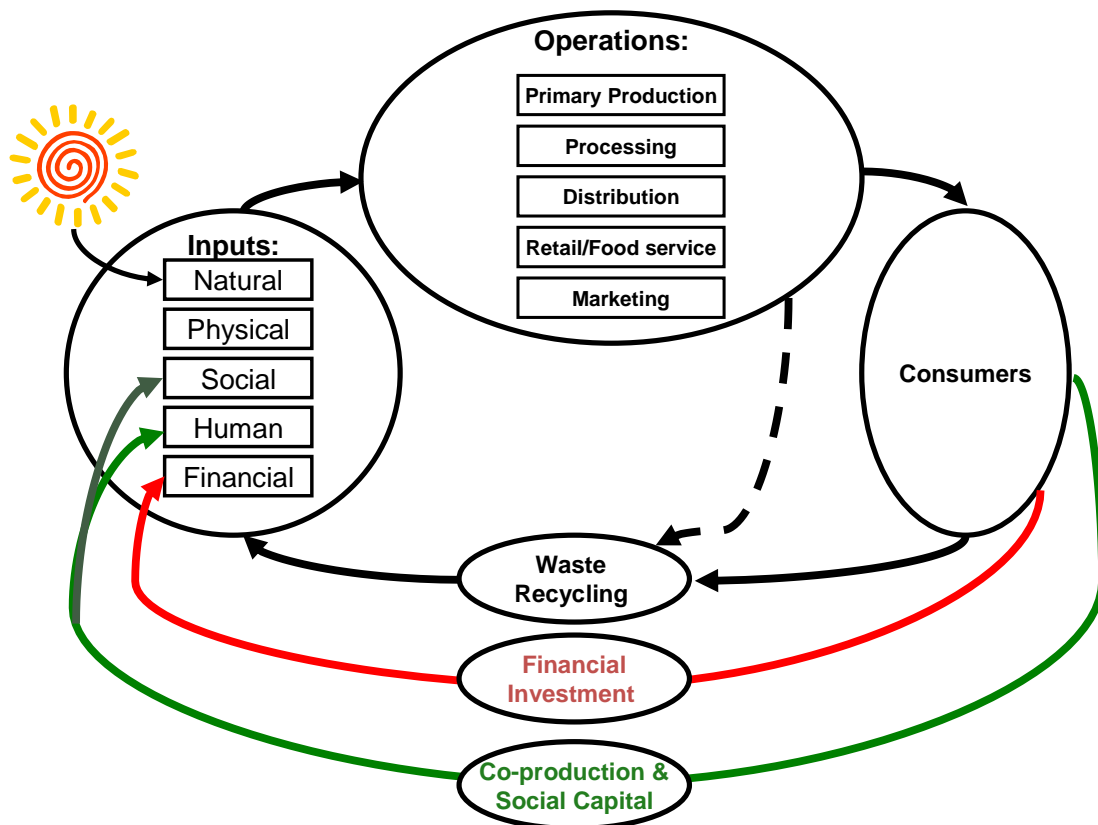 Operations:
Primary Production
Processing
Distribution
Retail/Food service
Marketing
Inputs:
Natural
Physical
Social
Human
Financial
Consumers
Waste
Recycling
Financial
Investment
Co-production &
Social Capital